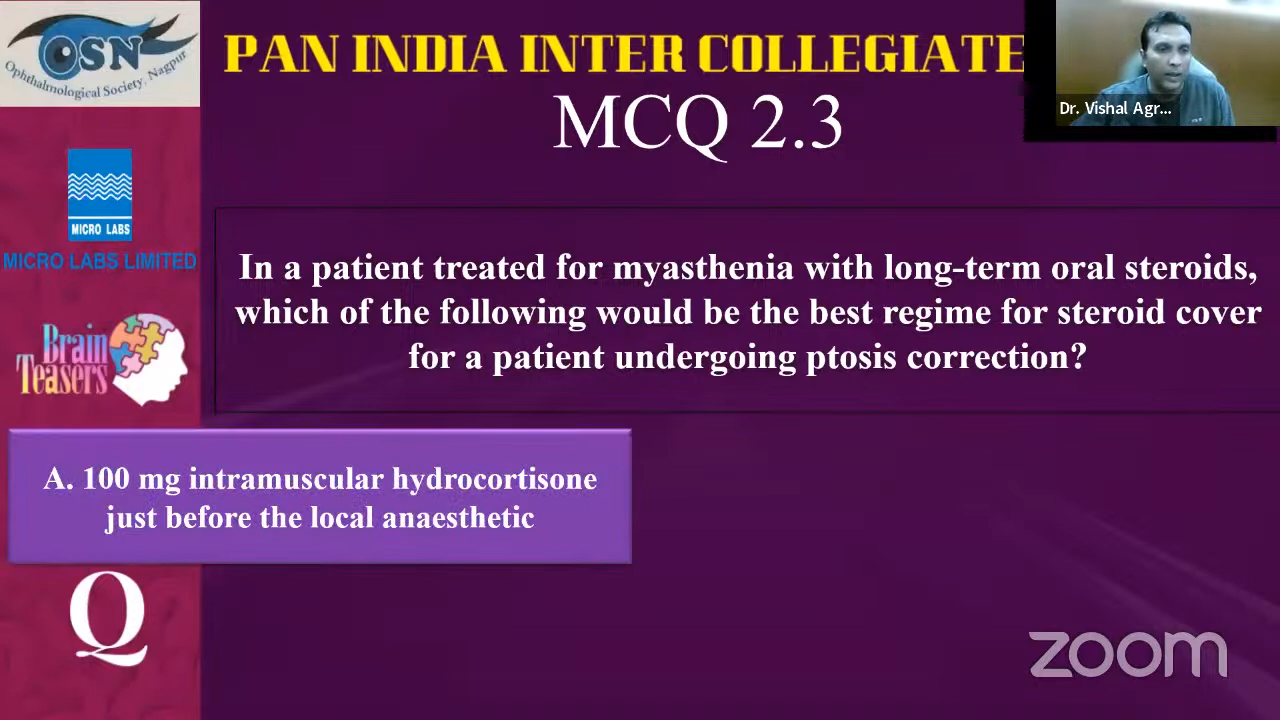 OSN
Ophthalmological Society, Nagpur
PAN INDIA INTER COLLEGIATE
MCQ 2.3
Dr. Vishal Agr...
MICRO LABS
MICRO LABS LIMITED
In a patient treated for myasthenia with long-term oral steroids,
which of the following would be the best regime for steroid cover
for a patient undergoing ptosis correction?
Brain
Teasers
A. 100 mg intramuscular hydrocortisone
just before the local anaesthetic
Q
zoom